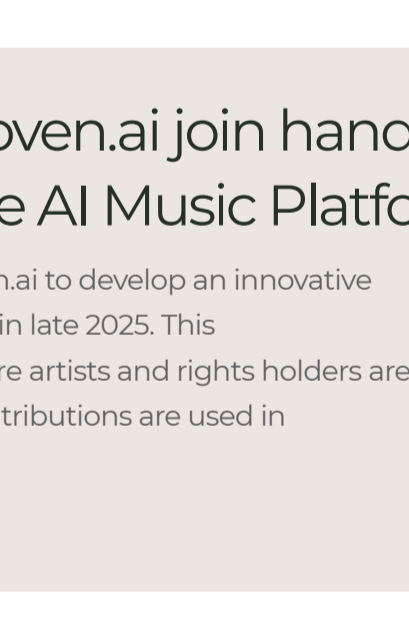 oven.ai join hand
e AI Music Platfo
n.ai to develop an innovative
in late 2025. This
re artists and rights holders are
tributions are used in